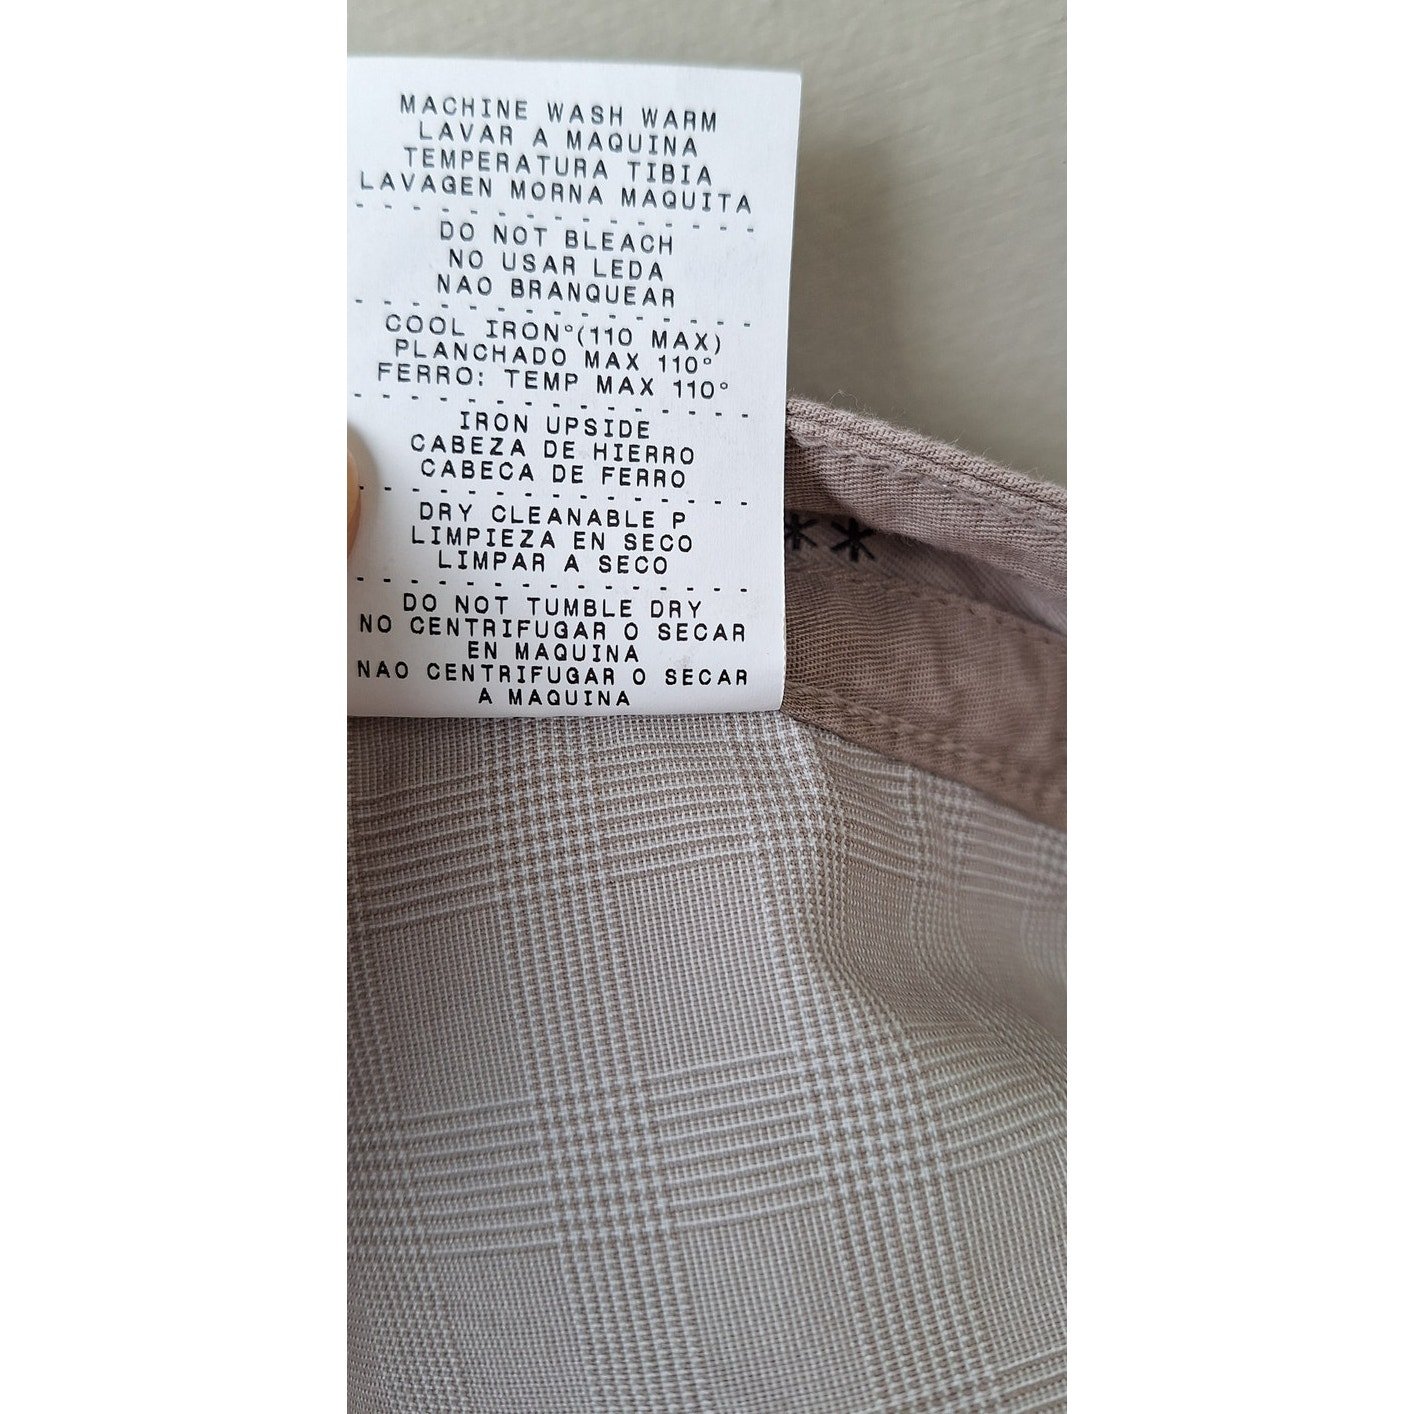 MACHINE WASH WARM
LAVAR A MAQUINA
TEMPERATURA TIBIA
LAVAGEN MORNA MAQUITA
- - - - - - - - - - - - - - -
DO NOT BLEACH
NO USAR LEDA
NAO BRANQUEAR
- - - - - - - - - - - - - - -
COOL IRON°(110 MAX)
PLANCHADO MAX 110°
FERRO: TEMP MAX 110°
- - - - - - - - - - - - - - -
IRON UPSIDE
CABEZA DE HIERRO
CABECA DE FERRO
- - - - - - - - - - - - - - -
DRY CLEANABLE P
LIMPIEZA EN SECO
LIMPAR A SECO
- - - - - - - - - - - - - - -
DO NOT TUMBLE DRY
NO CENTRIFUGAR O SECAR
EN MAQUINA
NAO CENTRIFUGAR O SECAR
A MAQUINA